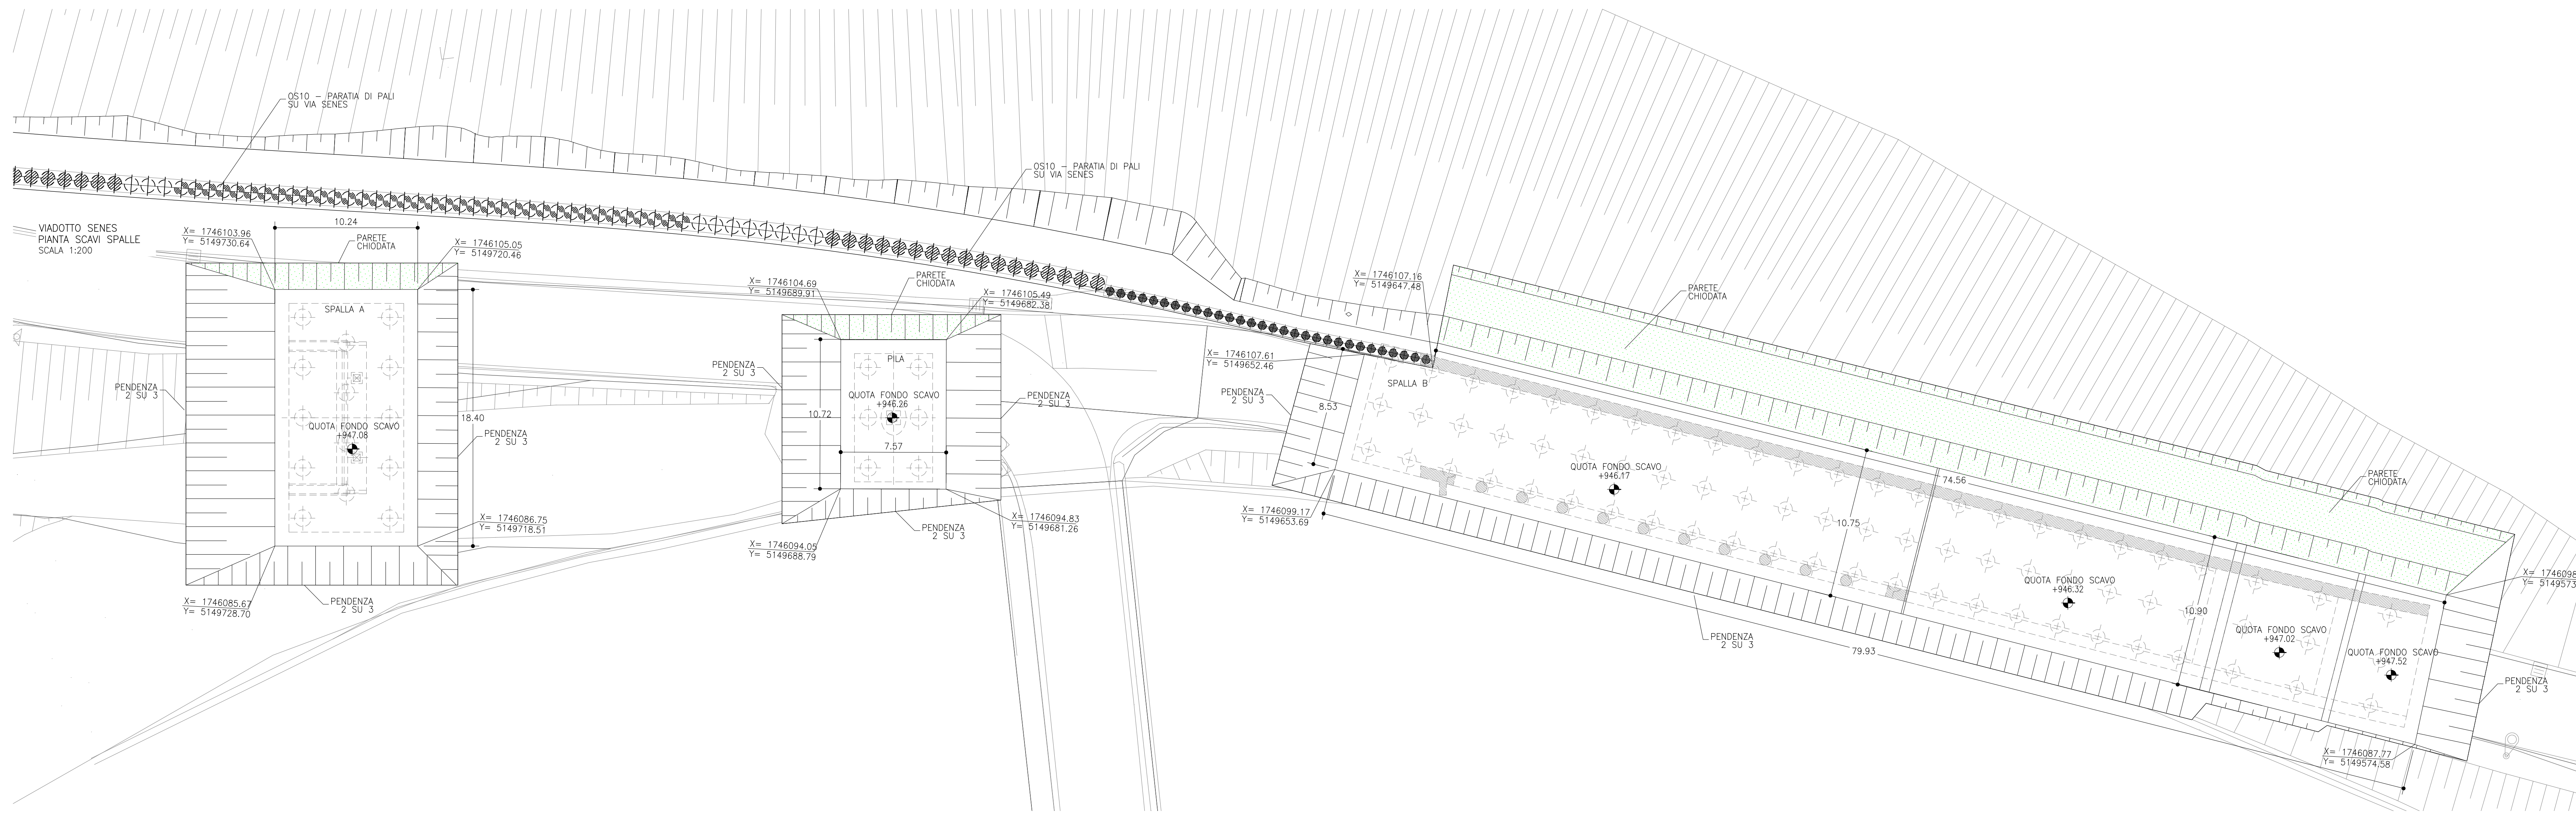 OS10 – PARATIA DI PALI
SU VIA SENES
OS10 – PARATIA DI PALI
SU VIA SENES
VIADOTTO SENES
PIANTA SCAVI SPALLE
SCALA 1:200
X= 1746103.96
Y= 5149730.64
10.24
PARETE
CHIODATA
X= 1746105.05
Y= 5149720.46
SPALLA A
PENDENZA
2 SU 3
QUOTA FONDO SCAVO
+947.08
18.40
PENDENZA
2 SU 3
X= 1746086.75
Y= 5149718.51
X= 1746085.67
Y= 5149728.70
PENDENZA
2 SU 3
X= 1746104.69
Y= 5149689.91
PARETE
CHIODATA
X= 1746105.49
Y= 5149682.38
PILA
PENDENZA
2 SU 3
QUOTA FONDO SCAVO
+946.26
10.72
7.57
PENDENZA
2 SU 3
X= 1746094.83
Y= 5149681.26
PENDENZA
2 SU 3
X= 1746094.05
Y= 5149688.79
X= 1746107.16
Y= 5149647.48
X= 1746107.61
Y= 5149652.46
SPALLA B
PENDENZA
2 SU 3
8.53
X= 1746099.17
Y= 5149653.69
PARETE
CHIODATA
QUOTA FONDO SCAVO
+946.17
74.56
10.75
PARETE
CHIODATA
QUOTA FONDO SCAVO
+946.32
10.90
X= 1746098
Y= 5149573
PENDENZA
2 SU 3
79.93
QUOTA FONDO SCAVO
+947.02
QUOTA FONDO SCAVO
+947.52
PENDENZA
2 SU 3
X= 1746087.77
Y= 5149574.58